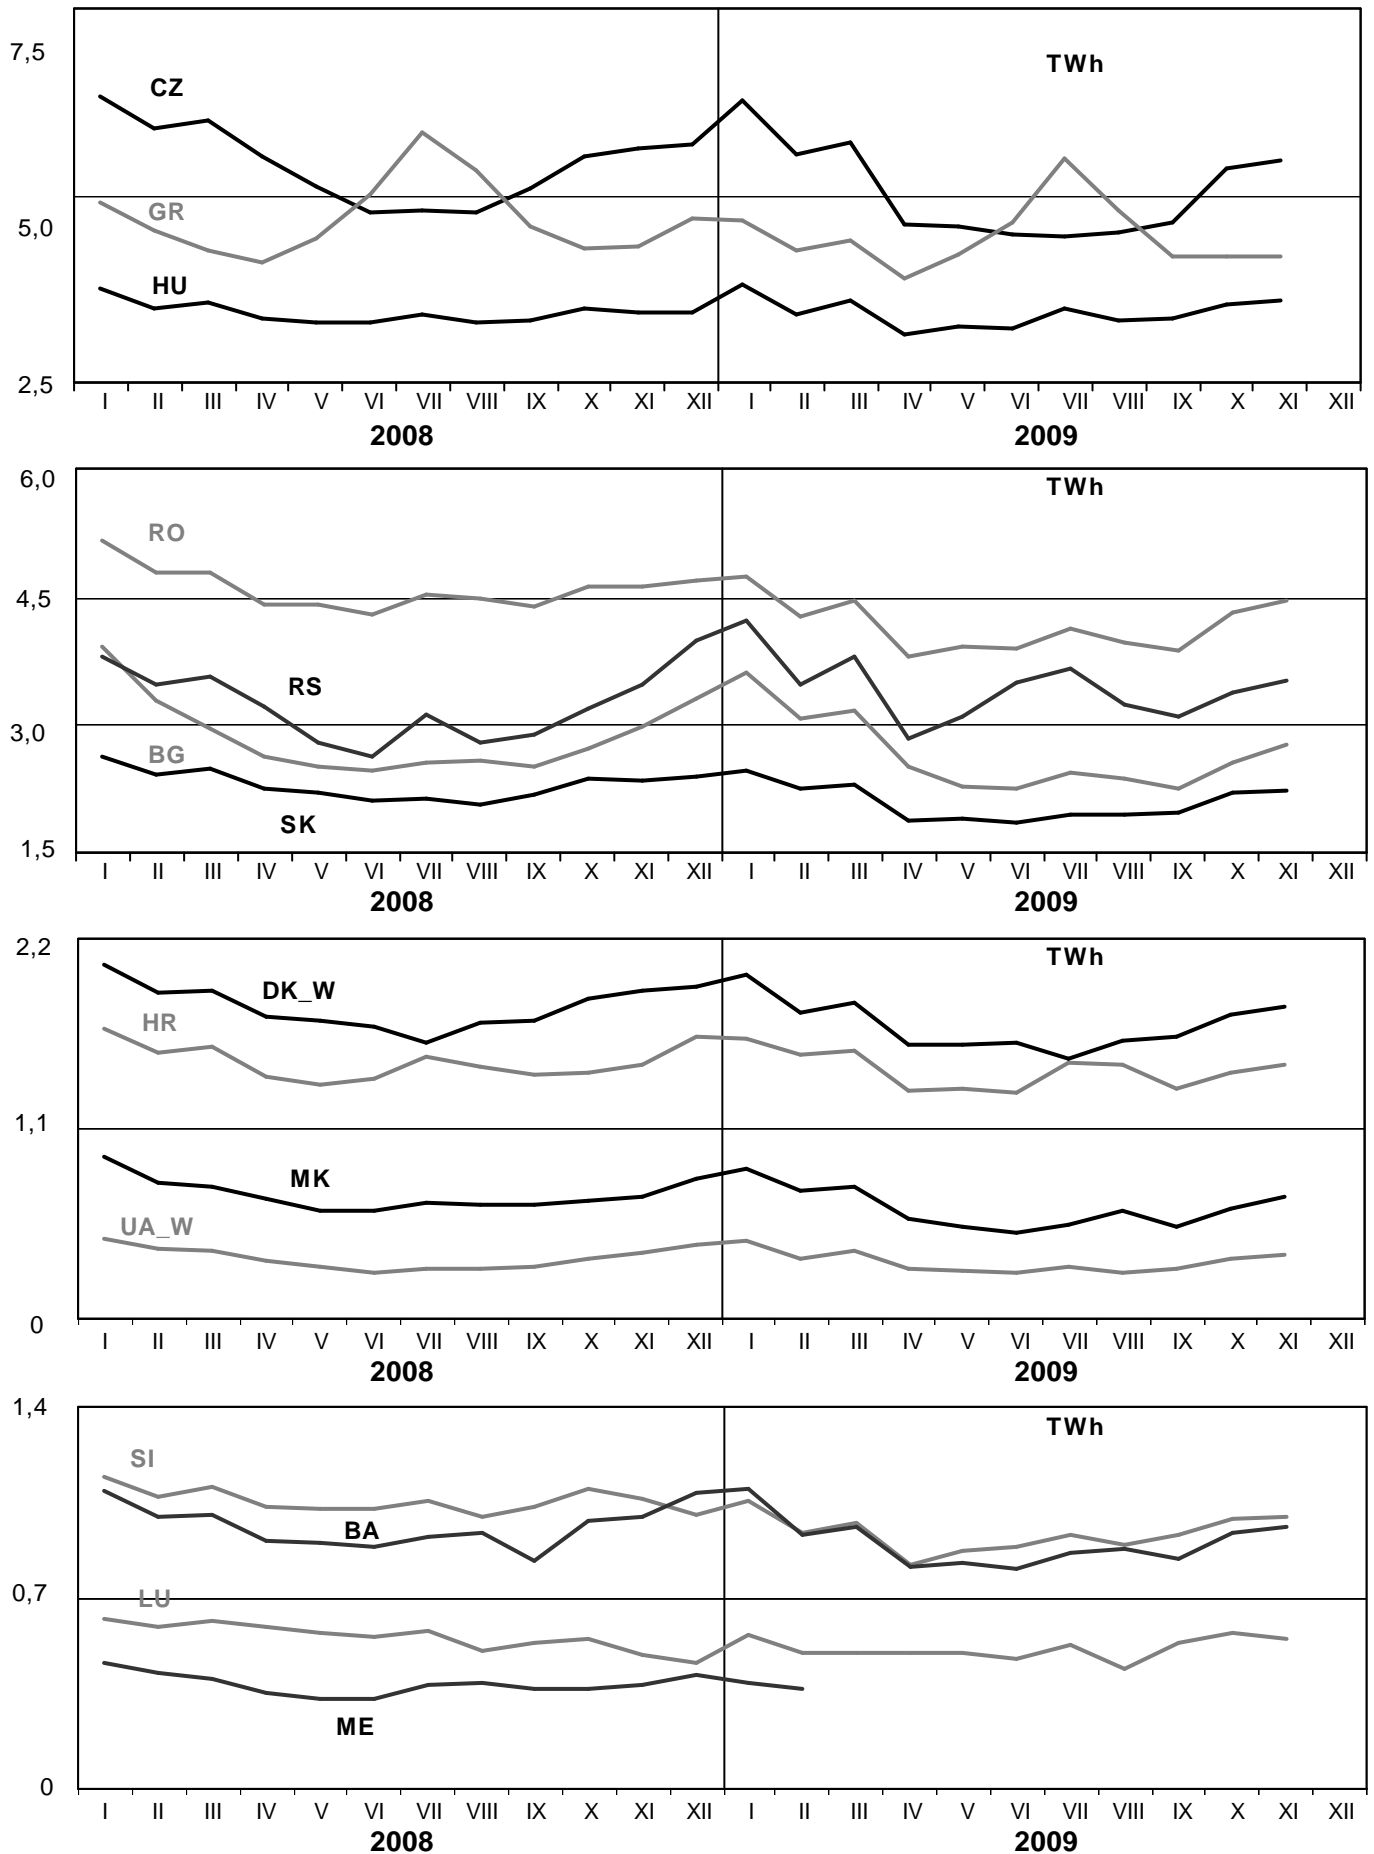 7,5
TWh
CZ
GR
5,0
HU
2,5
I II III IV V VI VII VIII IX X XI XII I II III IV V VI VII VIII IX X XI XII
2008 2009
6,0
TWh
RO
4,5
RS
3,0
BG
SK
1,5
I II III IV V VI VII VIII IX X XI XII I II III IV V VI VII VIII IX X XI XII
2008 2009
2,2
TWh
DK_W
HR
1,1
MK
UA_W
0
I II III IV V VI VII VIII IX X XI XII I II III IV V VI VII VIII IX X XI XII
2008 2009
1,4
TWh
SI
BA
0,7
LU
ME
0
I II III IV V VI VII VIII IX X XI XII I II III IV V VI VII VIII IX X XI XII
2008 2009